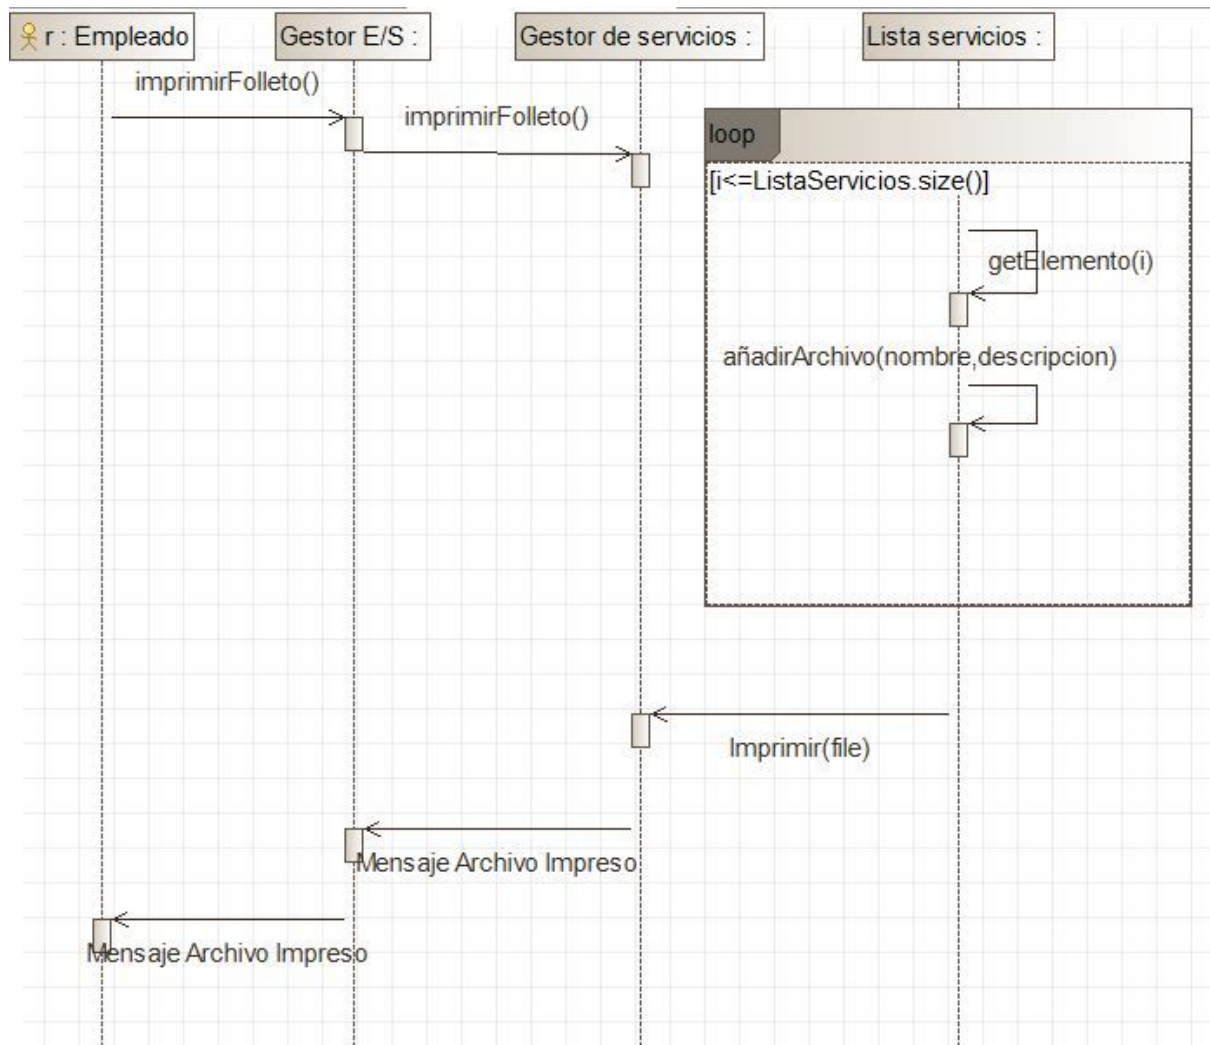 r : Empleado
Gestor E/S :
Gestor de servicios :
Lista servicios :
imprimirFolleto()
imprimirFolleto()
loop
[i<=ListaServicios.size()]
getElemento(i)
añadirArchivo(nombre,descripcion)
Imprimir(file)
Mensaje Archivo Impreso
Mensaje Archivo Impreso